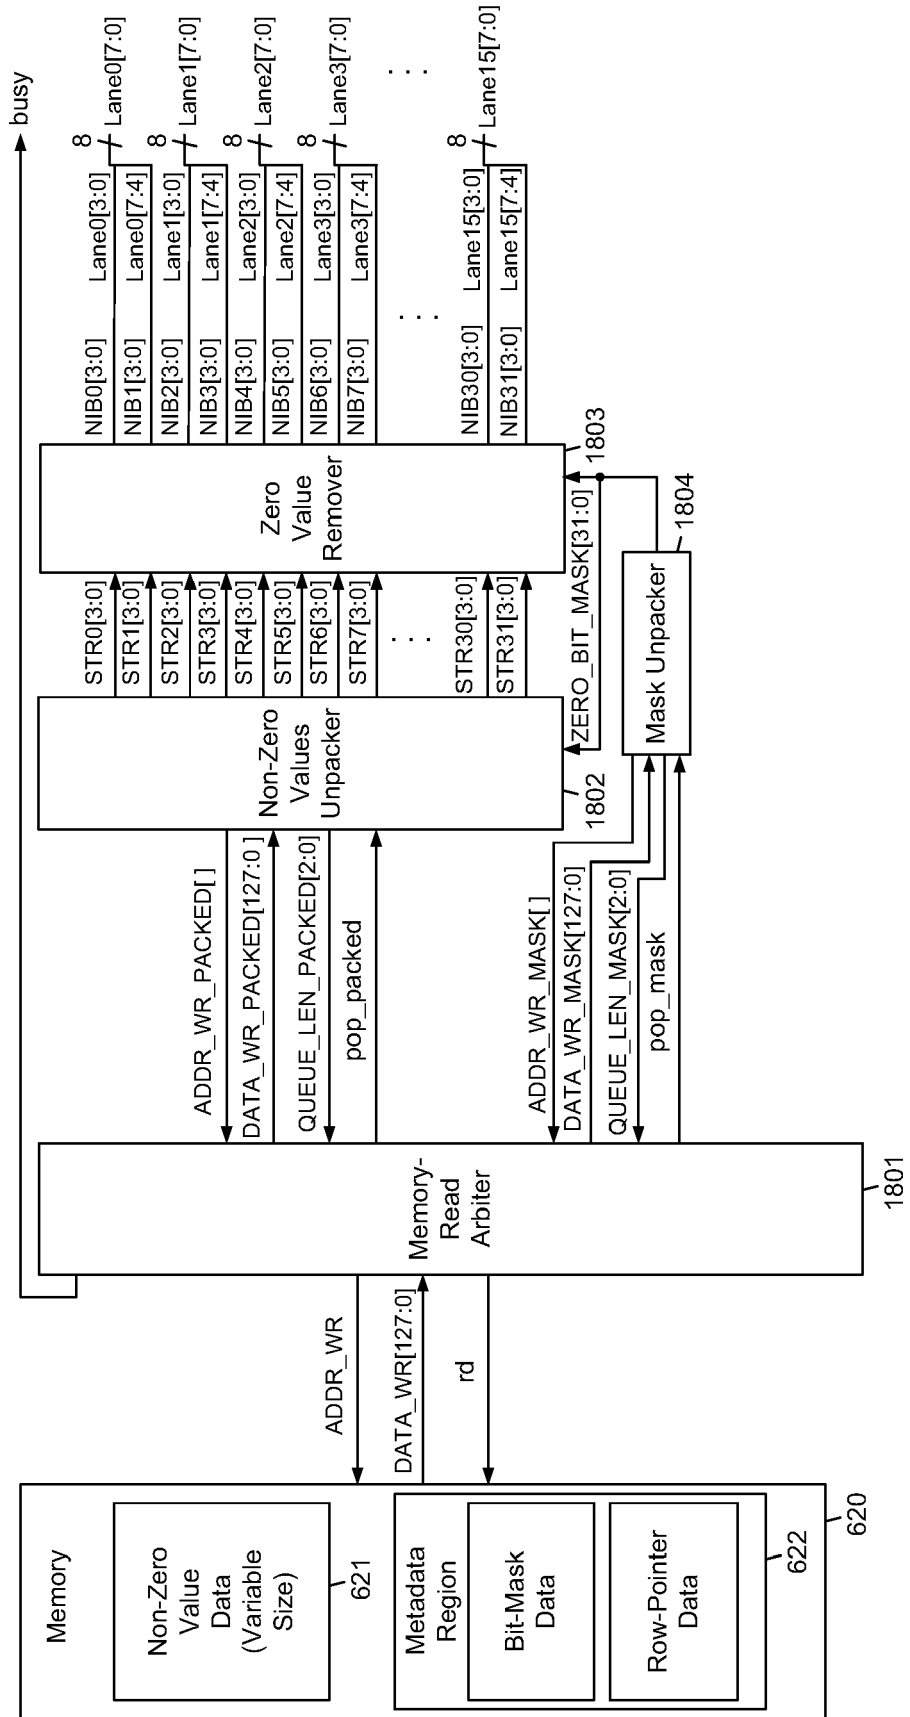 busy
Memory
Non-Zero
Value
Data
(Variable
Size)
621
Metadata
Region
Bit-Mask
Data
Row-Pointer
Data
622
620
ADDR_WR
DATA_WR[127:0]
rd
Memory-
Read
Arbiter
1801
ADDR_WR_PACKED[ ]
DATA_WR_PACKED[127:0 ]
QUEUE_LEN_PACKED[2:0]
pop_packed
ADDR_WR_MASK[ ]
DATA_WR_MASK[127:0]
QUEUE_LEN_MASK[2:0]
pop_mask
Non-Zero
Values
Unpacker
1802
STR0[3:0]
STR1[3:0]
STR2[3:0]
STR3[3:0]
STR4[3:0]
STR5[3:0]
STR6[3:0]
STR7[3:0]
. . .
STR30[3:0]
STR31[3:0]
ZERO_BIT_MASK[31:0]
Mask Unpacker
1804
Zero
Value
Remover
1803
NIB0[3:0]
NIB1[3:0]
NIB2[3:0]
NIB3[3:0]
NIB4[3:0]
NIB5[3:0]
NIB6[3:0]
NIB7[3:0]
. . .
NIB30[3:0]
NIB31[3:0]
Lane0[3:0]
Lane0[7:4]
Lane1[3:0]
Lane1[7:4]
Lane2[3:0]
Lane2[7:4]
Lane3[3:0]
Lane3[7:4]
Lane15[3:0]
Lane15[7:4]
8
Lane0[7:0]
8
Lane1[7:0]
8
Lane2[7:0]
8
Lane3[7:0]
. . .
8
Lane15[7:0]